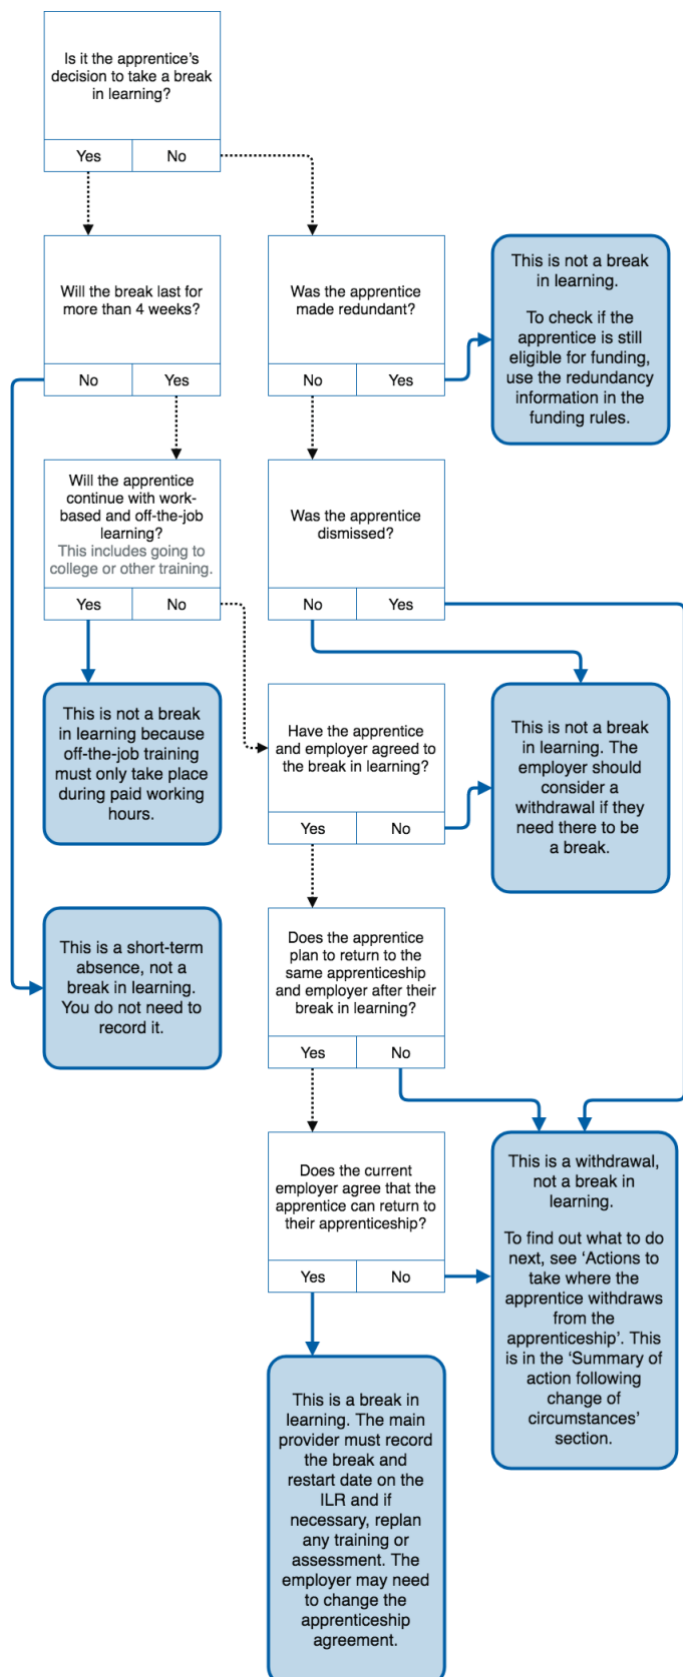 Is it the apprentice's
decision to take a break
in learning?
Yes
No
Will the break last for
more than 4 weeks?
No
Yes
Was the apprentice
made redundant?
No
Yes
This is not a break
in learning.
To check if the
apprentice is still
eligible for funding,
use the redundancy
information in the
funding rules.
Will the apprentice
continue with work-
based and off-the-job
learning?
This includes going to
college or other training.
Yes
No
Was the apprentice
dismissed?
No
Yes
This is not a break
in learning because
off-the-job training
must only take place
during paid working
hours.
Have the apprentice
and employer agreed to
the break in learning?
Yes
No
This is not a break
in learning. The
employer should
consider a
withdrawal if they
need there to be
a break.
This is a short-term
absence, not a
break in learning.
You do not need to
record it.
Does the apprentice
plan to return to the
same apprenticeship
and employer after their
break in learning?
Yes
No
Does the current
employer agree that the
apprentice can return to
their apprenticeship?
Yes
No
This is a withdrawal,
not a break in
learning.
To find out what to do
next, see ‘Actions to
take where the
apprentice withdraws
from the
apprenticeship’. This
is in the ‘Summary of
action following
change of
circumstances’
section.
This is a break in
learning. The main
provider must record
the break and
restart date on the
ILR and if
necessary, replan
any training or
assessment. The
employer may need
to change the
apprenticeship
agreement.